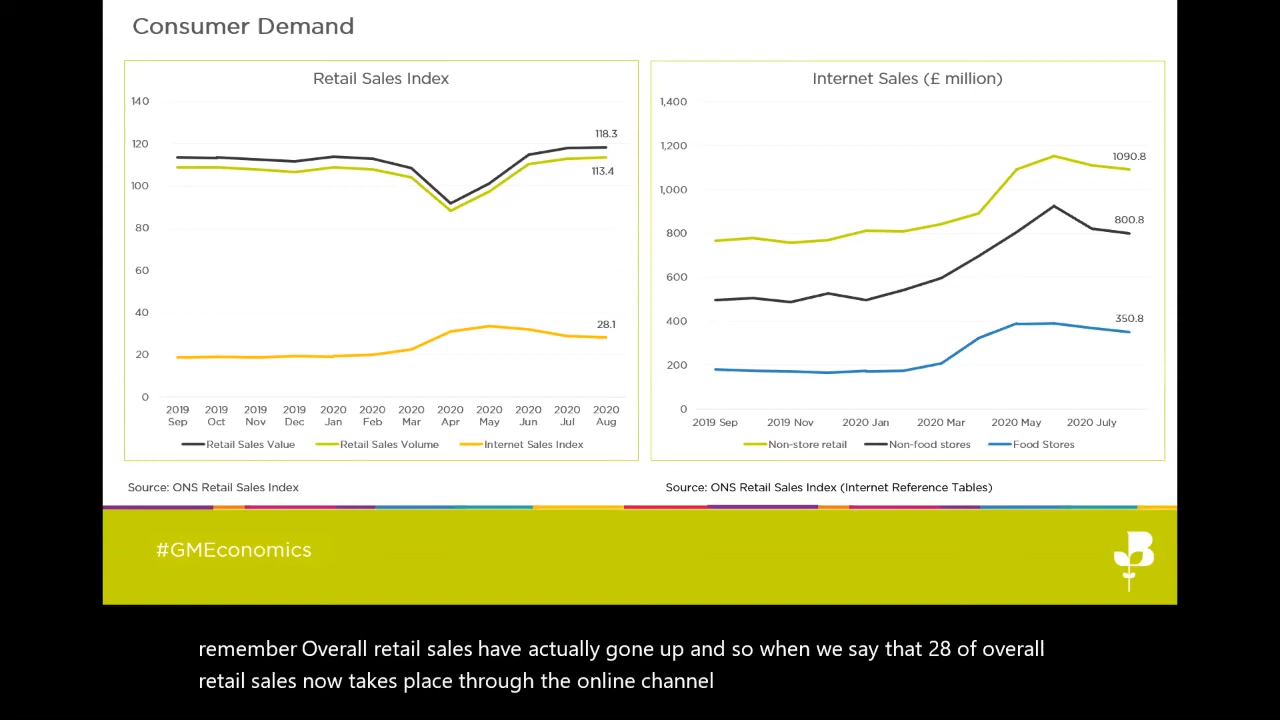 Consumer Demand
Retail Sales Index
140
120
100
80
60
40
20
0
118.3
113.4
28.1
2019 Sep
2019 Oct
2019 Nov
2019 Dec
2020 Jan
2020 Feb
2020 Mar
2020 Apr
2020 May
2020 Jun
2020 Jul
2020 Aug
Retail Sales Value
Retail Sales Volume
Internet Sales Index
Source: ONS Retail Sales Index
Internet Sales (£ million)
1,400
1,200
1,000
800
600
400
200
0
1090.8
800.8
350.8
2019 Sep
2019 Nov
2020 Jan
2020 Mar
2020 May
2020 July
Non-store retail
Non-food stores
Food Stores
Source: ONS Retail Sales Index (Internet Reference Tables)
#GMEconomics
B
remember Overall retail sales have actually gone up and so when we say that 28 of overall
retail sales now takes place through the online channel